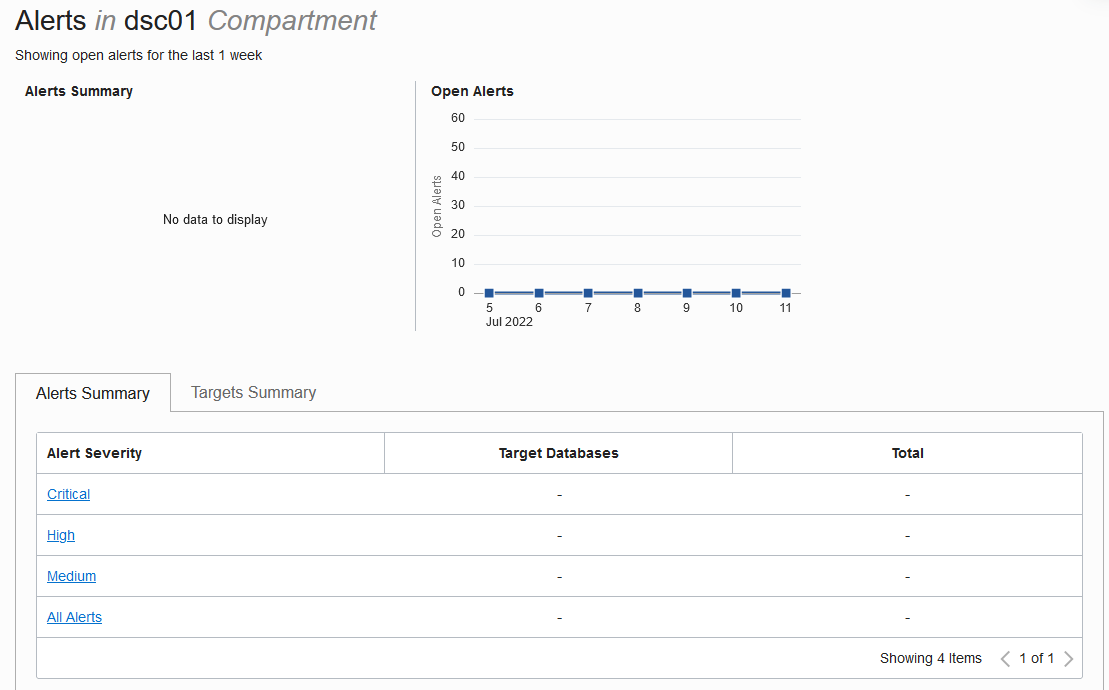 Alerts in dsc01 Compartment
Showing open alerts for the last 1 week
Alerts Summary
No data to display
Open Alerts
Open Alerts
60
50
40
30
20
10
0
5 6 7 8 9 10 11
Jul 2022
Alerts Summary Targets Summary
Alert Severity Target Databases Total
Critical - -
High - -
Medium - -
All Alerts - -
Showing 4 Items 1 of 1